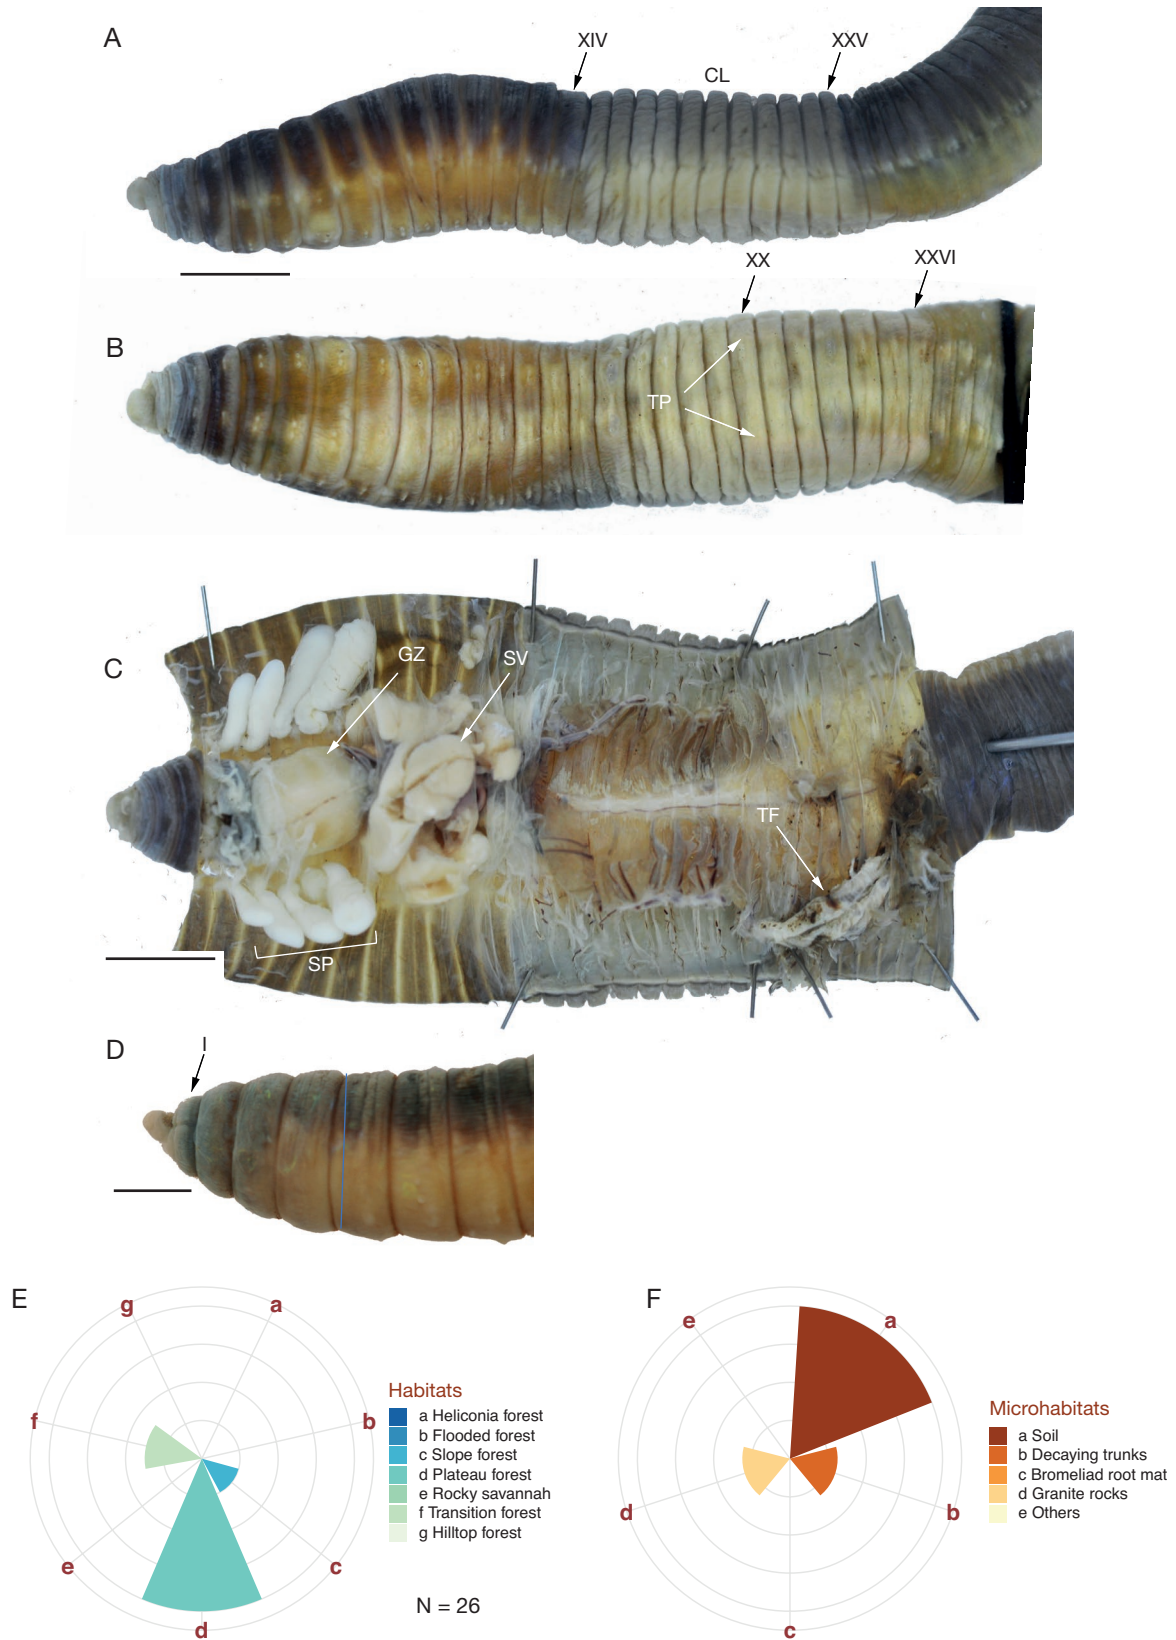 A
XIV
XXV
CL
XX
XXVI
B
TP
C
GZ
SV
TF
SP
D
I
E
g
a
f
b
e
c
d
Habitats
a Heliconia forest
b Flooded forest
c Slope forest
d Plateau forest
e Rocky savannah
f Transition forest
g Hilltop forest
N = 26
F
e
a
d
b
c
Microhabitats
a Soil
b Decaying trunks
c Bromeliad root mat
d Granite rocks
e Others